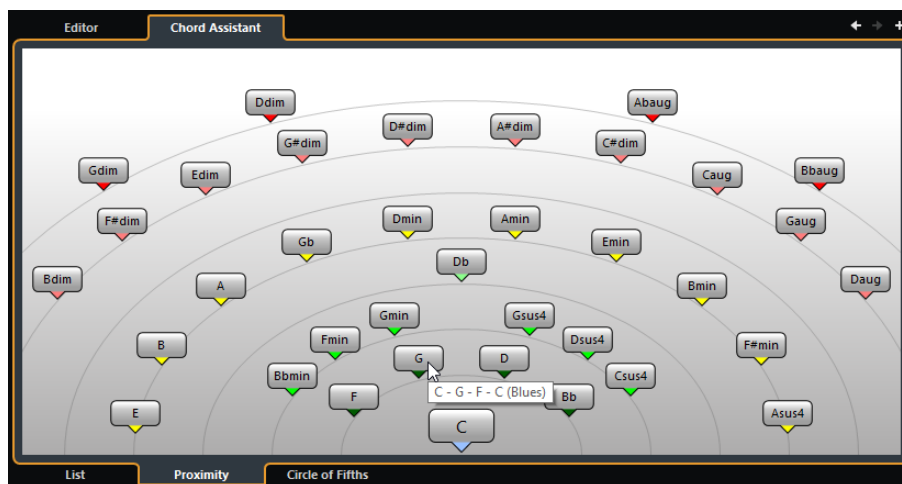 Editor
Chord Assistant
Ddim
Abaug
G#dim
D#dim
A#dim
C#dim
Gdim
Edim
Caug
Bbaug
F#dim
Dmin
Amin
Gaug
Gb
Emin
Bdim
Db
Daug
A
Bmin
Gmin
Gsus4
B
Fmin
Dsus4
F#min
G
D
Bbmin
Csus4
C - G - F - C (Blues)
F
Bb
E
Asus4
C
List
Proximity
Circle of Fifths